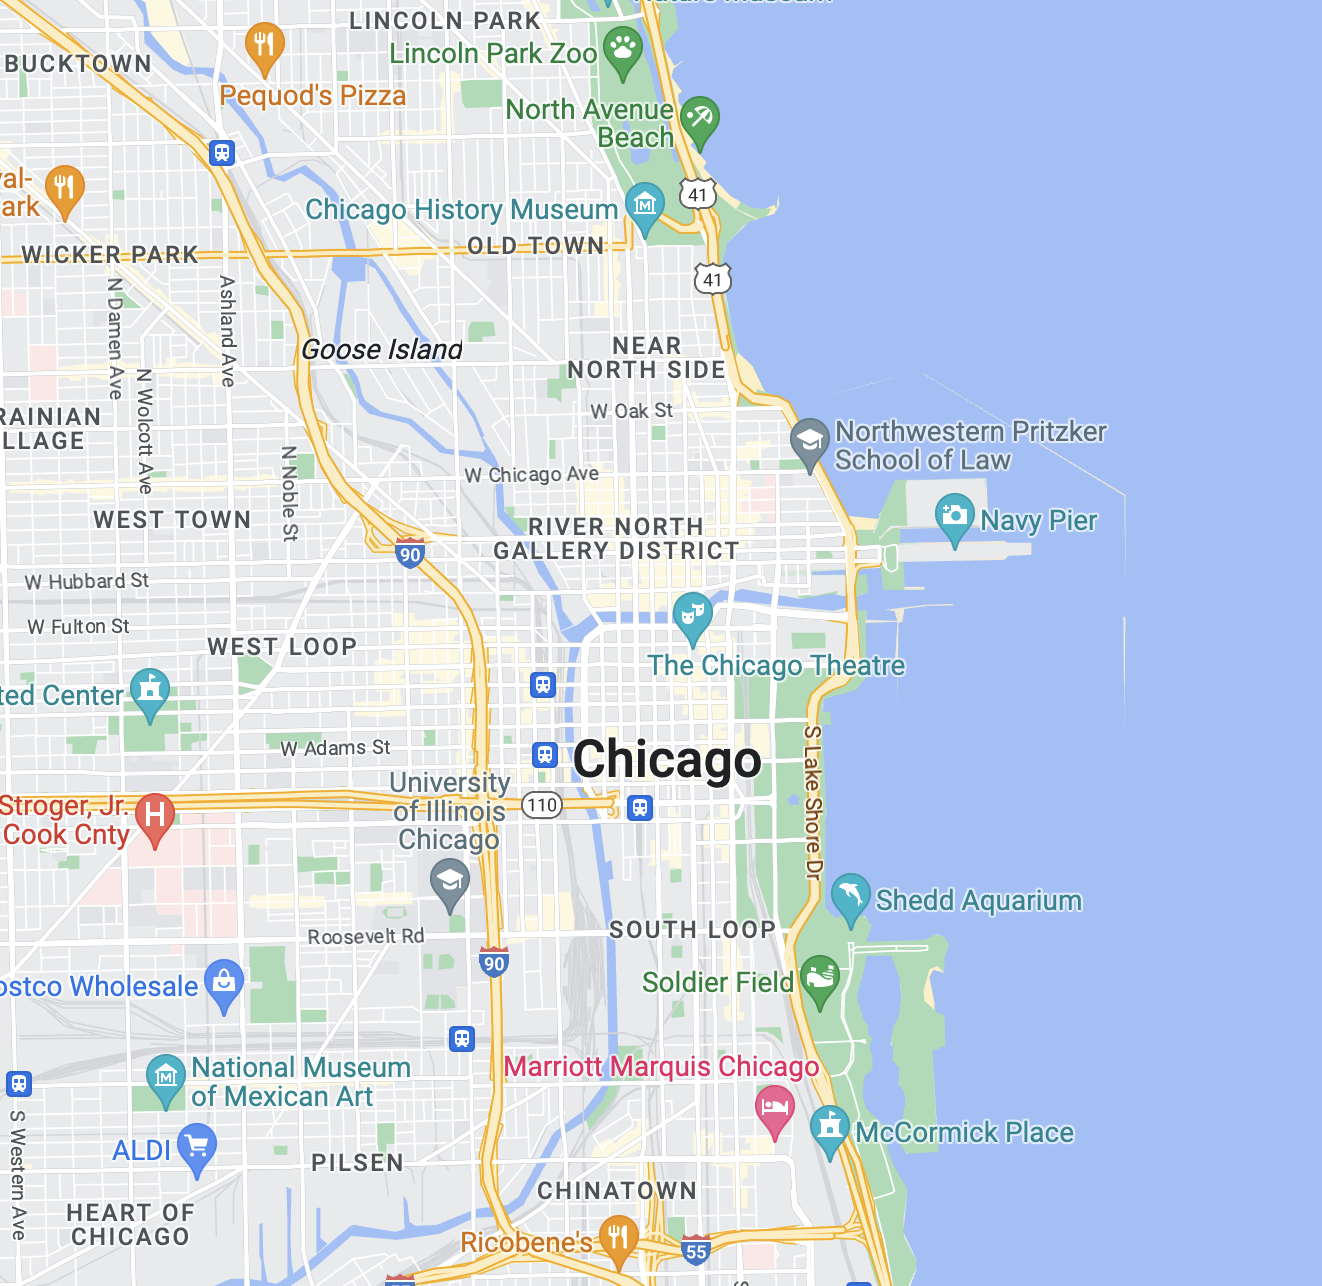 LINCOLN PARK
BUCKTOWN
Lincoln Park Zoo
Pequod's Pizza
North Avenue
Beach
41
ark
Chicago History Museum
OLD TOWN
WICKER PARK
41
N Damen Ave
Ashland Ave
Goose Island
NEAR
NORTH SIDE
N Wolcott Ave
W Oak St
RAINIAN
LLAGE
Northwestern Pritzker
School of Law
N Noble St
W Chicago Ave
WEST TOWN
RIVER NORTH
GALLERY DISTRICT
Navy Pier
90
W Hubbard St
W Fulton St
WEST LOOP
The Chicago Theatre
ted Center
W Adams St
Chicago
S Lake Shore Dr
University
of Illinois
Chicago
110
Stroger, Jr.
Cook Cnty
H
Shedd Aquarium
Roosevelt Rd
SOUTH LOOP
90
Soldier Field
ostco Wholesale
National Museum
of Mexican Art
Marriott Marquis Chicago
S Western Ave
ALDI
McCormick Place
PILSEN
CHINATOWN
HEART OF
CHICAGO
Ricobene's
55